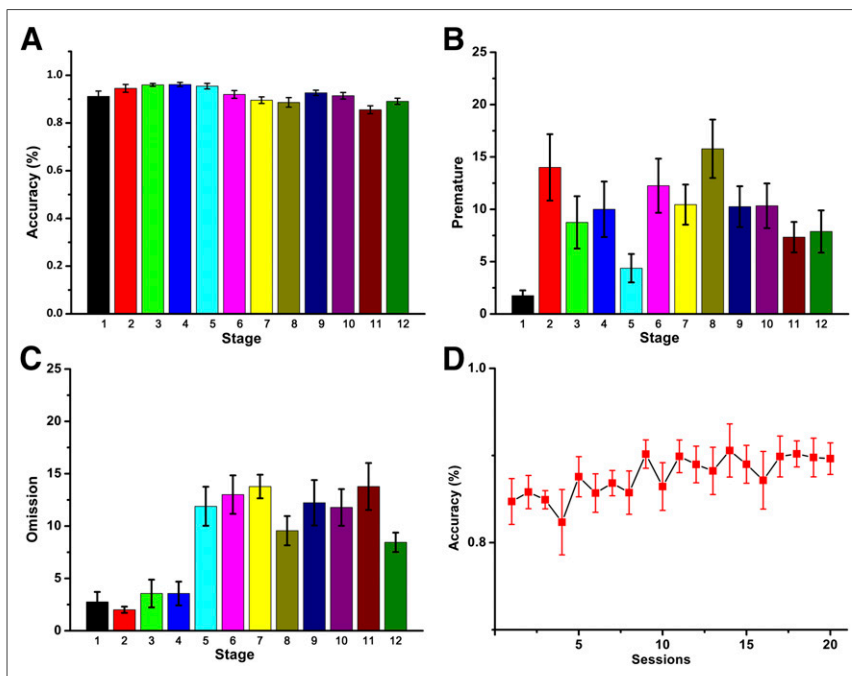 A
Accuracy (%)
1.0
0.8
0.6
0.4
0.2
0.0
1 2 3 4 5 6 7 8 9 10 11 12
Stage
B
Premature
25
20
15
10
5
0
1 2 3 4 5 6 7 8 9 10 11 12
Stage
C
Omission
25
20
15
10
5
0
1 2 3 4 5 6 7 8 9 10 11 12
Stage
D
Accuracy (%)
1.0
0.8
5 10 15 20
Sessions